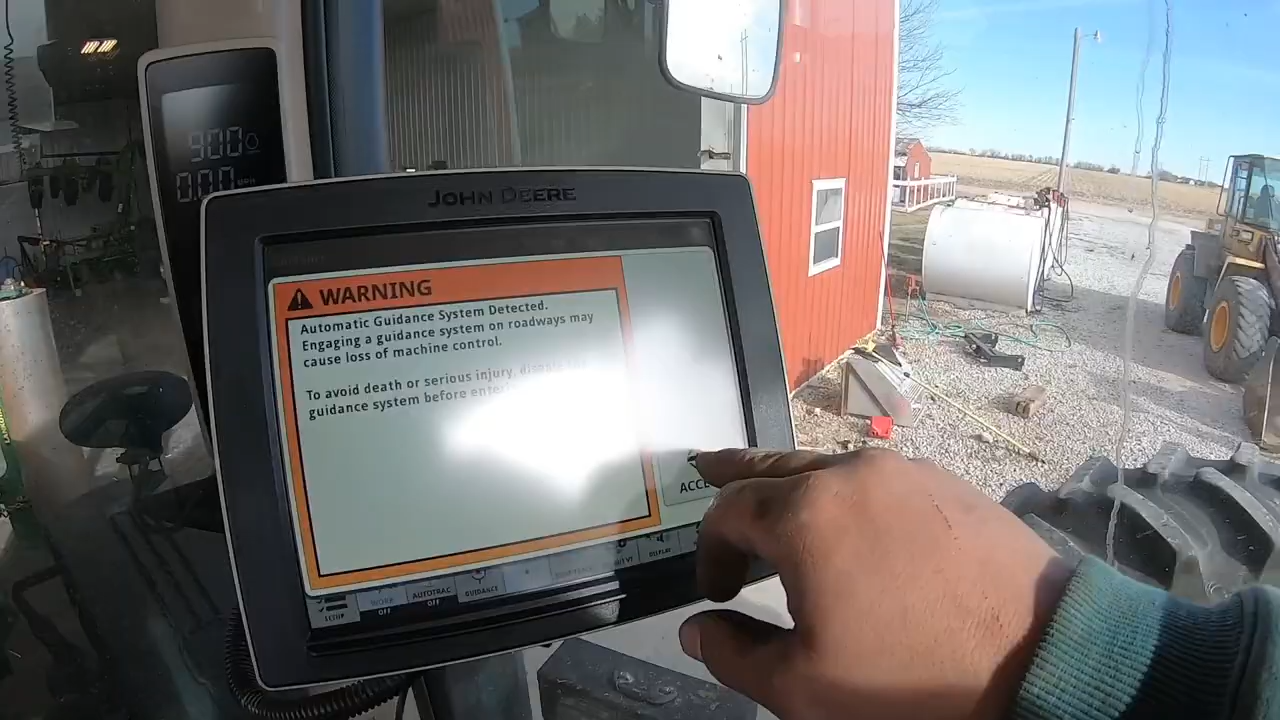 900
0.00
JOHN DEERE
WARNING
Automatic Guidance System Detected.
Engaging a guidance system on roadways may
cause loss of machine control.
To avoid death or serious injury, disable
guidance system before
SETUP
WORK
OFF
AUTOTRAC
OFF
GUIDANCE
DISPLAY